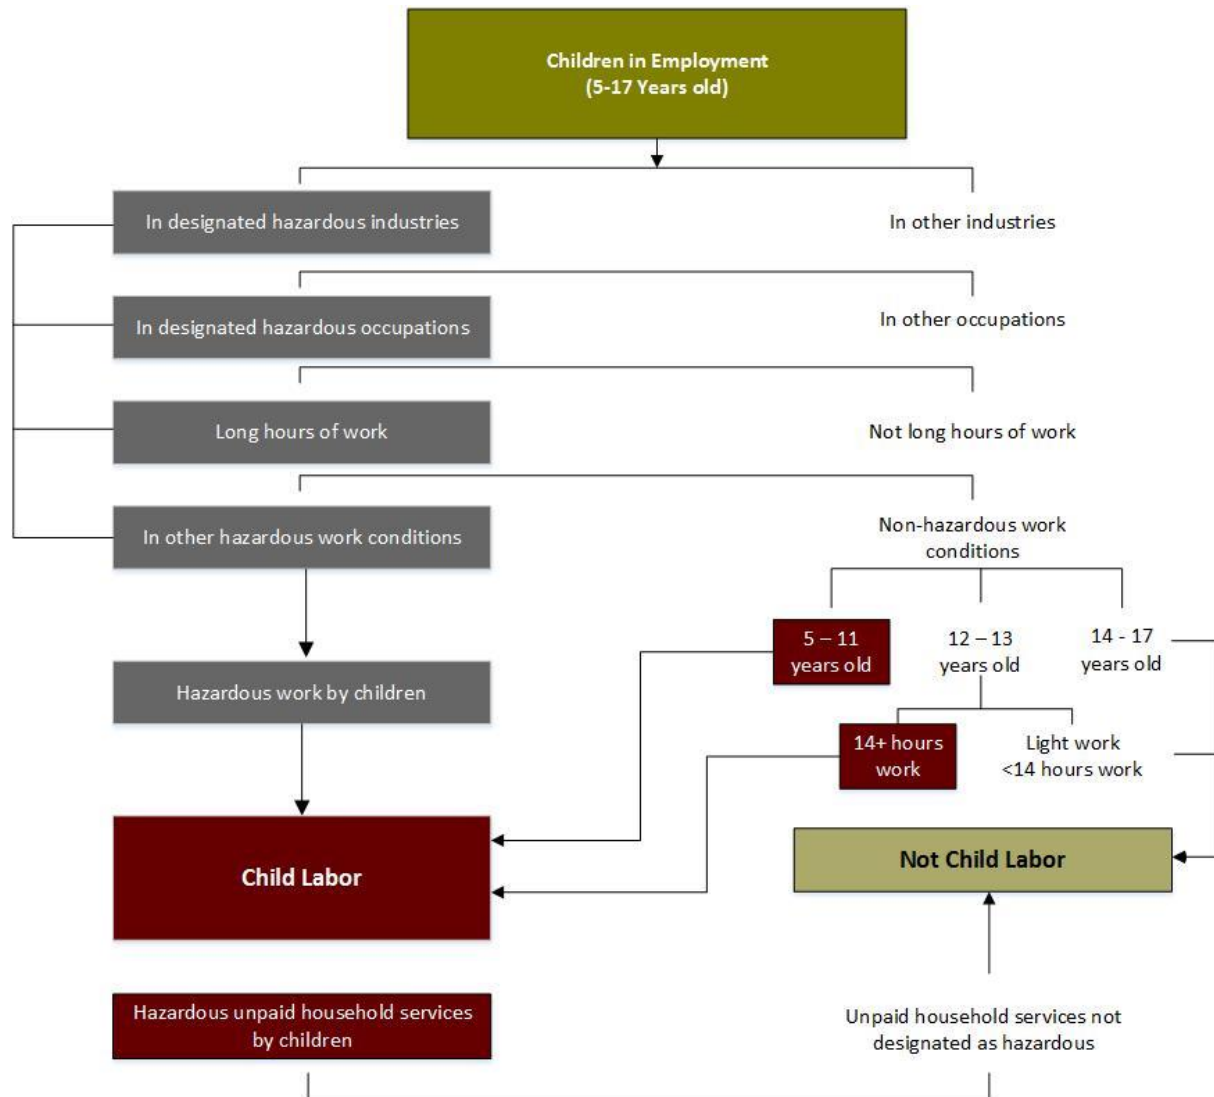 Children in Employment
(5-17 Years old)
In designated hazardous industries
In other industries
In designated hazardous occupations
In other occupations
Long hours of work
Not long hours of work
In other hazardous work conditions
Non-hazardous work
conditions
5 – 11
years old
12 – 13
years old
14 - 17
years old
Hazardous work by children
14+ hours
work
Light work
<14 hours work
Child Labor
Not Child Labor
Hazardous unpaid household services
by children
Unpaid household services not
designated as hazardous